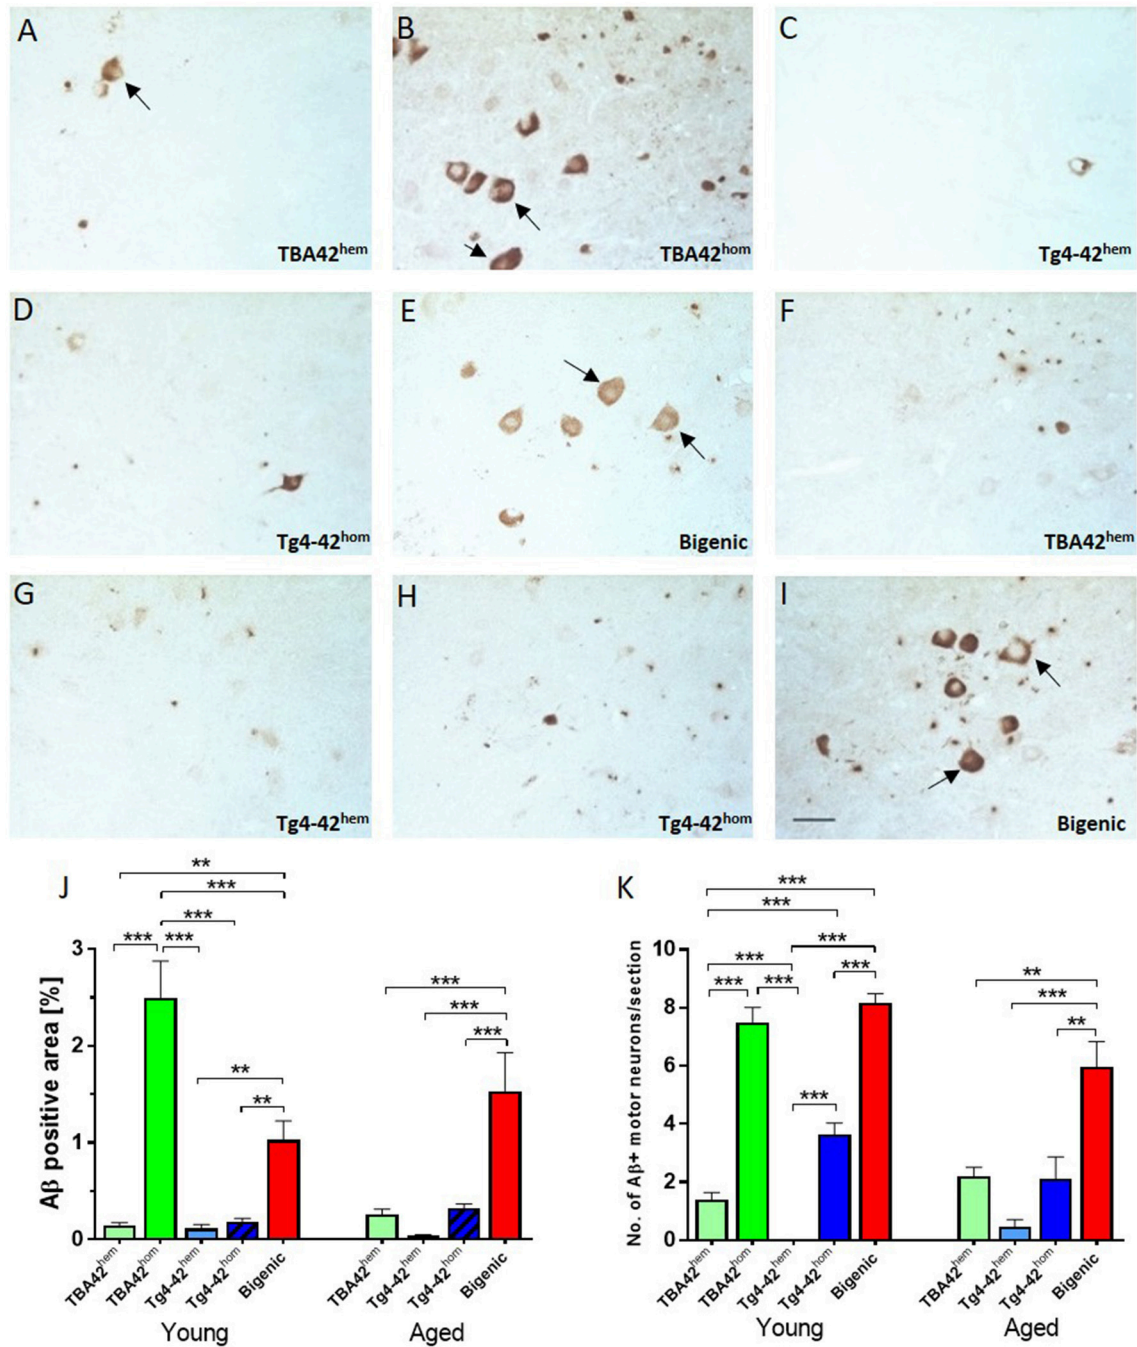 A
B
C
TBA42hem
TBA42hom
Tg4-42hem
D
E
F
Tg4-42hom
Bigenic
TBA42hem
G
H
I
Tg4-42hem
Tg4-42hom
Bigenic
J
Aβ positive area [%]
3
2
1
0
**
***
***
*** ***
**
**
***
***
***
TBA42hem
TBA42hom
Tg4-42hem
Tg4-42hom
Bigenic
TBA42hem
Tg4-42hem
Tg4-42hom
Bigenic
Young
Aged
K
No. of Aβ+ motor neurons/section
10
8
6
4
2
0
***
***
***
***
*** *** ***
***
**
***
**
TBA42hem
TBA42hom
Tg4-42hem
Tg4-42hom
Bigenic
TBA42hem
Tg4-42hem
Tg4-42hom
Bigenic
Young
Aged